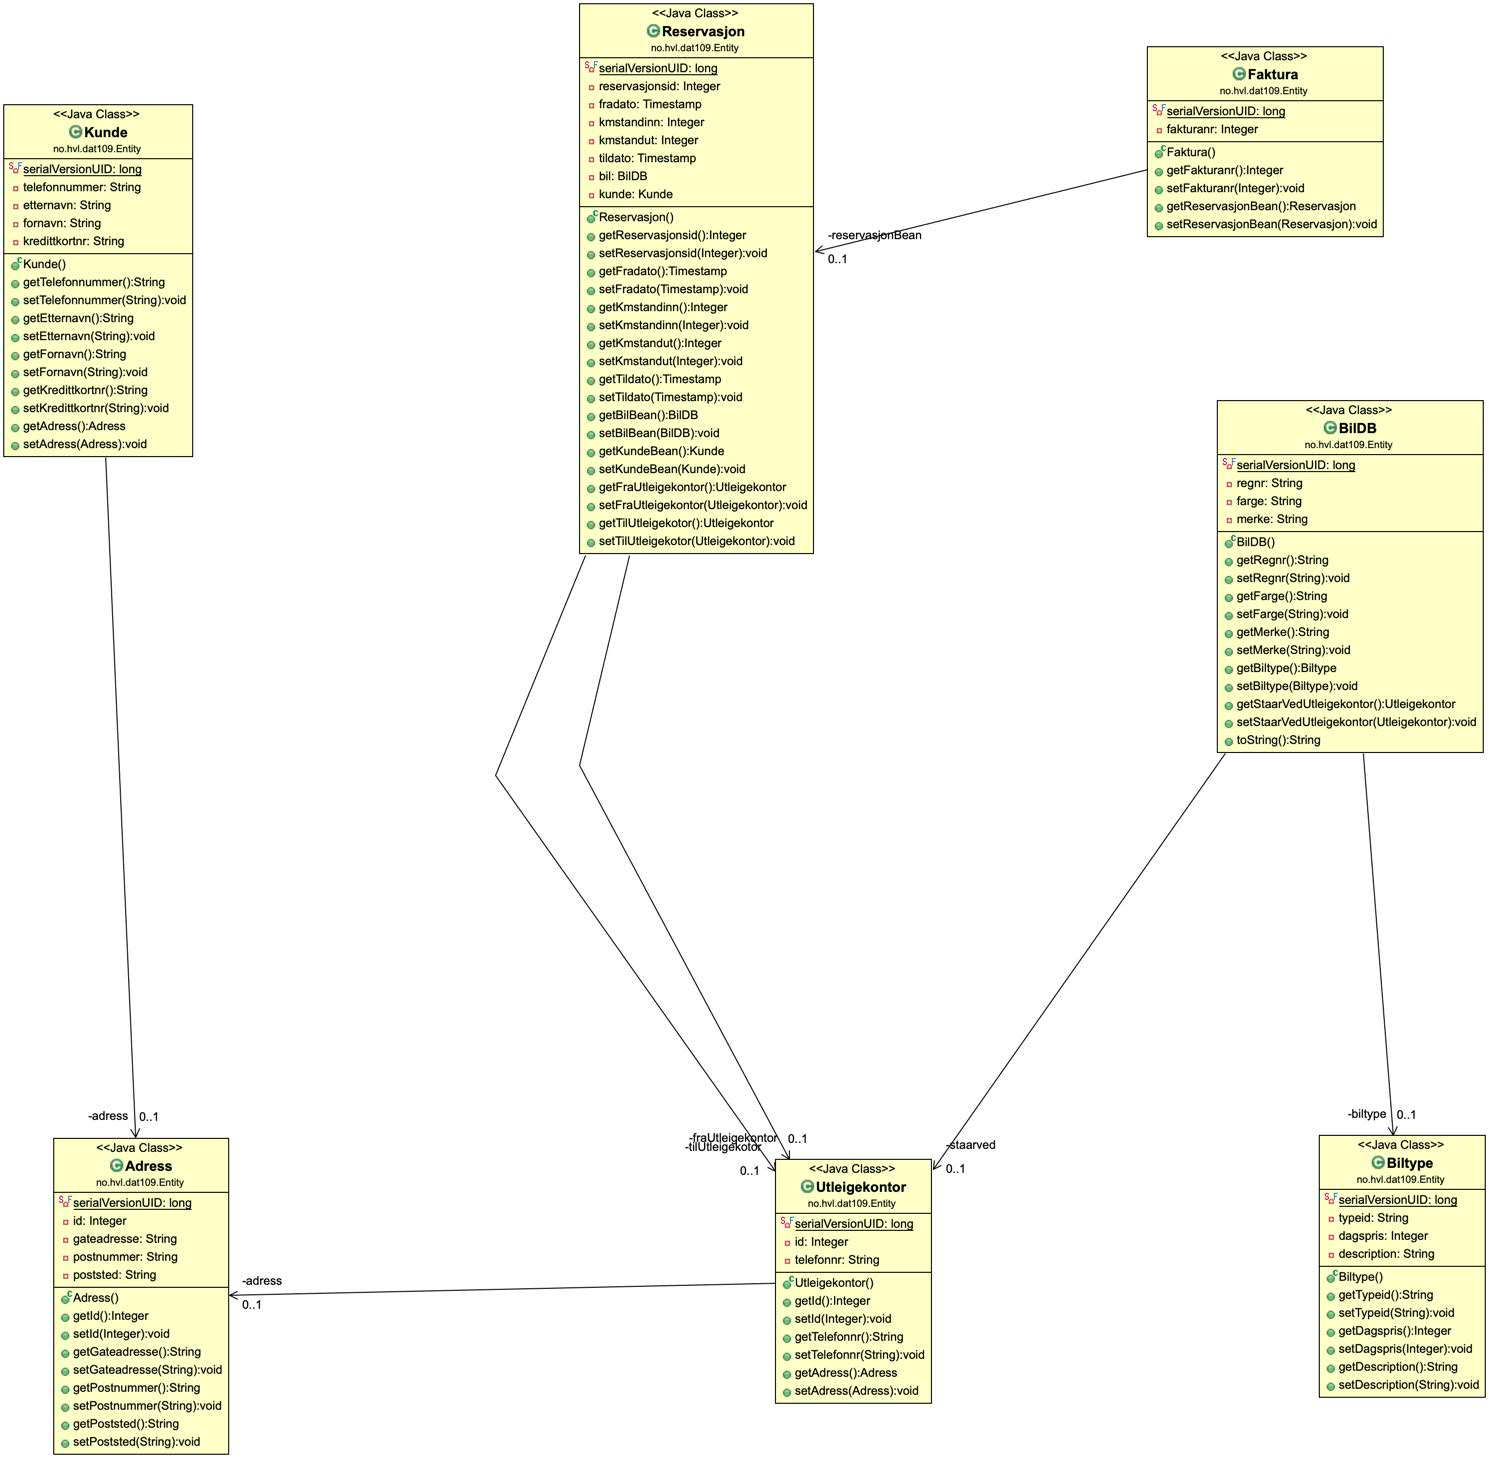 <<Java Class>>
Reservasjon
no.hvl.dat109.Entity
serialVersionUID: long
reservasjonsid: Integer
fradato: Timestamp
kmstandinn: Integer
kmstandut: Integer
tildato: Timestamp
bil: BilDB
kunde: Kunde
Reservasjon()
getReservasjonsid():Integer
setReservasjonsid(Integer):void
getFradato():Timestamp
setFradato(Timestamp):void
getKmstandinn():Integer
setKmstandinn(Integer):void
getKmstandut():Integer
setKmstandut(Integer):void
getTildato():Timestamp
setTildato(Timestamp):void
getBilBean():BilDB
setBilBean(BilDB):void
getKundeBean():Kunde
setKundeBean(Kunde):void
getFraUtleigekontor():Utleigekontor
setFraUtleigekontor(Utleigekontor):void
getTilUtleigekotor():Utleigekontor
setTilUtleigekotor(Utleigekontor):void
<<Java Class>>
Faktura
no.hvl.dat109.Entity
serialVersionUID: long
fakturanr: Integer
Faktura()
getFakturanr():Integer
setFakturanr(Integer):void
getReservasjonBean():Reservasjon
setReservasjonBean(Reservasjon):void
-reservasjonBean
0..1
<<Java Class>>
Kunde
no.hvl.dat109.Entity
serialVersionUID: long
telefonnummer: String
etternavn: String
fornavn: String
kredittkortnr: String
Kunde()
getTelefonnummer():String
setTelefonnummer(String):void
getEtternavn():String
setEtternavn(String):void
getFornavn():String
setFornavn(String):void
getKredittkortnr():String
setKredittkortnr(String):void
getAdress():Adress
setAdress(Adress):void
<<Java Class>>
BilDB
no.hvl.dat109.Entity
serialVersionUID: long
regnr: String
farge: String
merke: String
BilDB()
getRegnr():String
setRegnr(String):void
getFarge():String
setFarge(String):void
getMerke():String
setMerke(String):void
getBiltype():Biltype
setBiltype(Biltype):void
getStaarVedUtleigekontor():Utleigekontor
setStaarVedUtleigekontor(Utleigekontor):void
toString():String
-adress 0..1
-fraUtleigekontor 0..1
-tilUtleigekotor
0..1
-staarved
0..1
-biltype 0..1
<<Java Class>>
Adress
no.hvl.dat109.Entity
serialVersionUID: long
id: Integer
gateadresse: String
postnummer: String
poststed: String
Adress()
getId():Integer
setId(Integer):void
getGateadresse():String
setGateadresse(String):void
getPostnummer():String
setPostnummer(String):void
getPoststed():String
setPoststed(String):void
-adress
0..1
<<Java Class>>
Utleigekontor
no.hvl.dat109.Entity
serialVersionUID: long
id: Integer
telefonnr: String
Utleigekontor()
getId():Integer
setId(Integer):void
getTelefonnr():String
setTelefonnr(String):void
getAdress():Adress
setAdress(Adress):void
<<Java Class>>
Biltype
no.hvl.dat109.Entity
serialVersionUID: long
typeid: String
dagspris: Integer
description: String
Biltype()
getTypeid():String
setTypeid(String):void
getDagspris():Integer
setDagspris(Integer):void
getDescription():String
setDescription(String):void